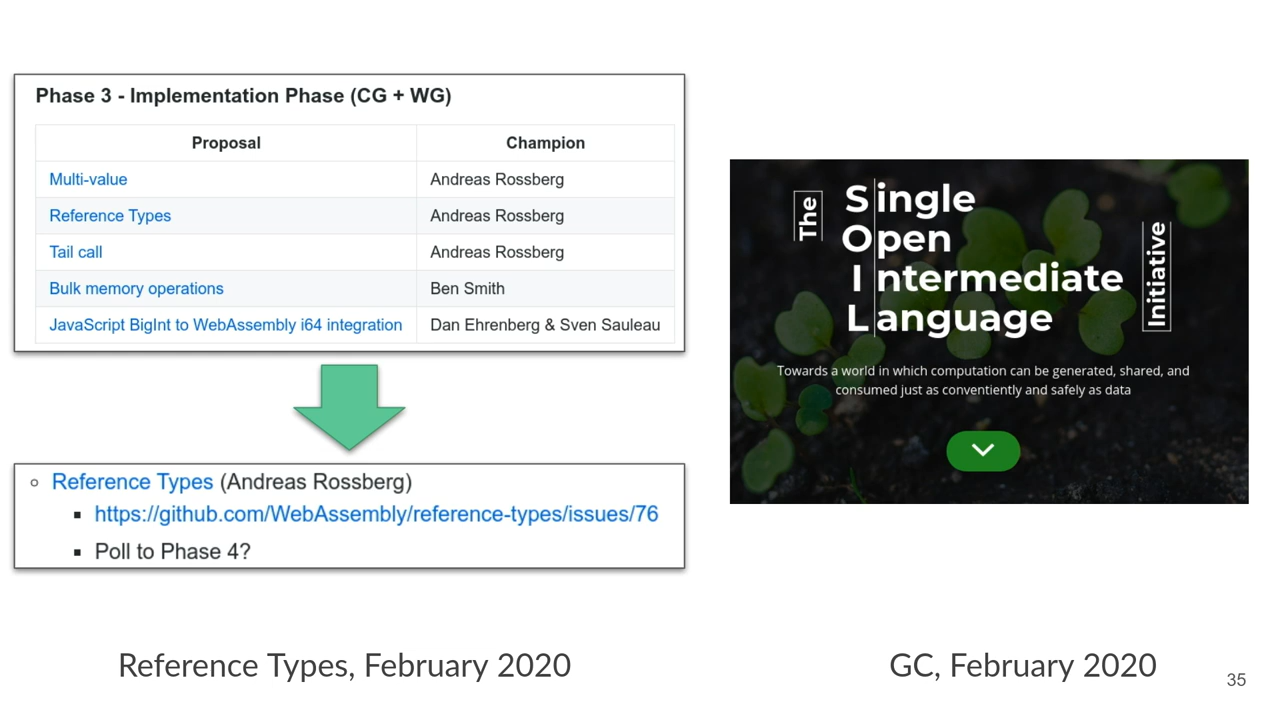 Phase 3 - Implementation Phase (CG + WG)
Proposal Champion
Multi-value Andreas Rossberg
Reference Types Andreas Rossberg
Tail call Andreas Rossberg
Bulk memory operations Ben Smith
JavaScript BigInt to WebAssembly i64 integration Dan Ehrenberg & Sven Sauleau
Reference Types (Andreas Rossberg)
https://github.com/WebAssembly/reference-types/issues/76
Poll to Phase 4?
Reference Types, February 2020
The
Single
Open
Intermediate
Language
Initiative
Towards a world in which computation can be generated, shared, and
consumed just as conventiently and safely as data
GC, February 2020
35